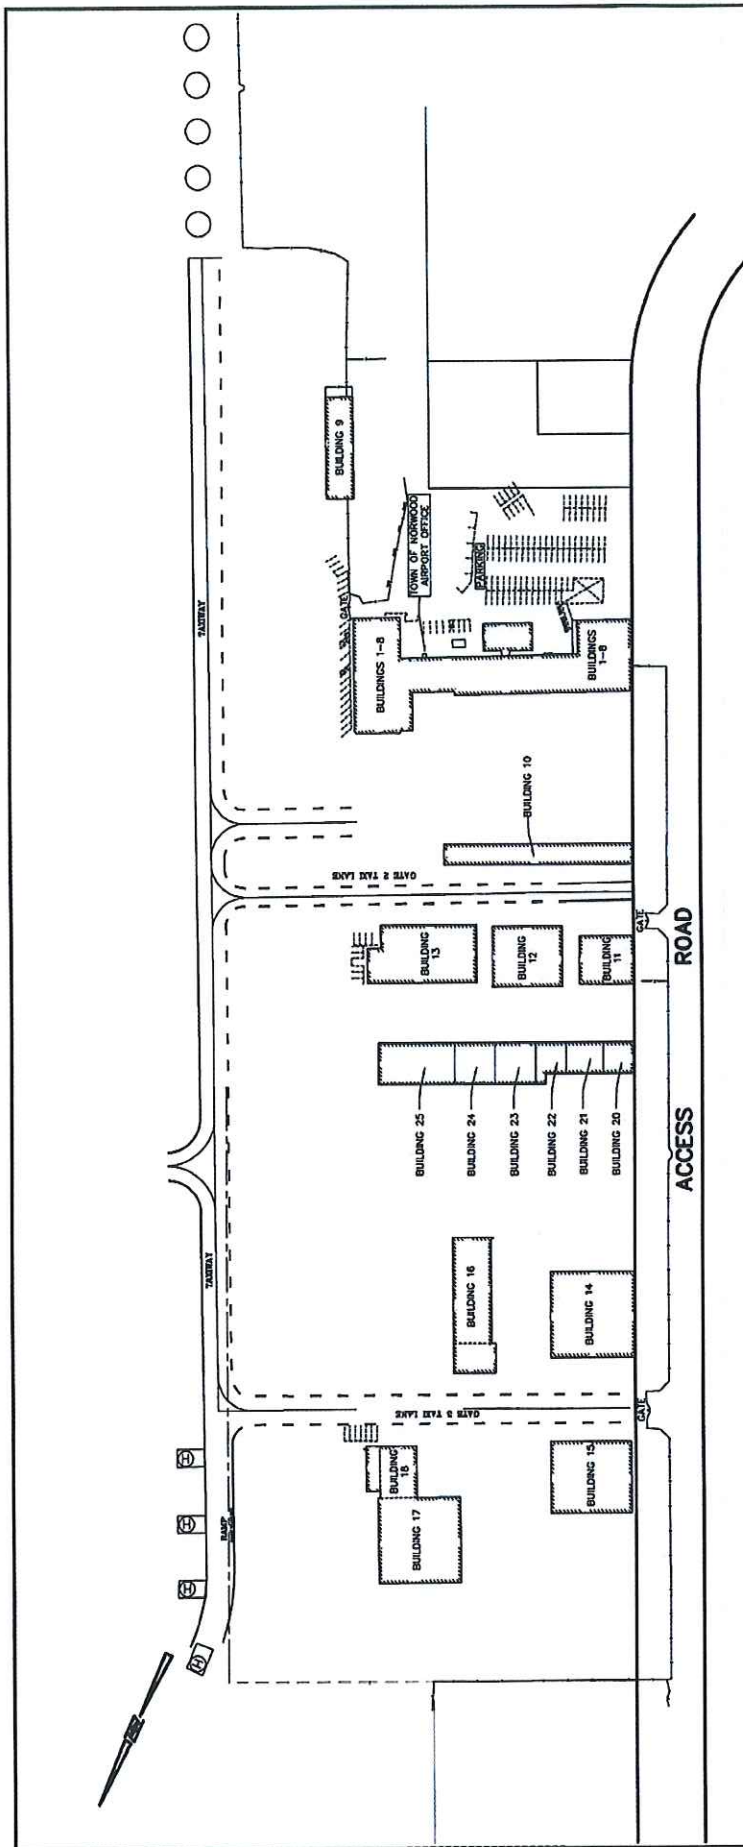 TAXIWAY
BUILDING 9
GATE
TOWN OF NORWOOD
AIRPORT OFFICE
PARKING
BUILDINGS 1-8
BUILDINGS
1-8
BUILDING 10
GATE 2 TAXI LANE
GATE
BUILDING
13
BUILDING
12
BUILDING
11
ROAD
BUILDING 25
BUILDING 24
BUILDING 23
BUILDING 22
BUILDING 21
BUILDING 20
ACCESS
TAXIWAY
BUILDING 16
BUILDING 14
GATE 3 TAXI LANE
GATE
H
H
H
H
RAMP
BUILDING
18
BUILDING 17
BUILDING 15